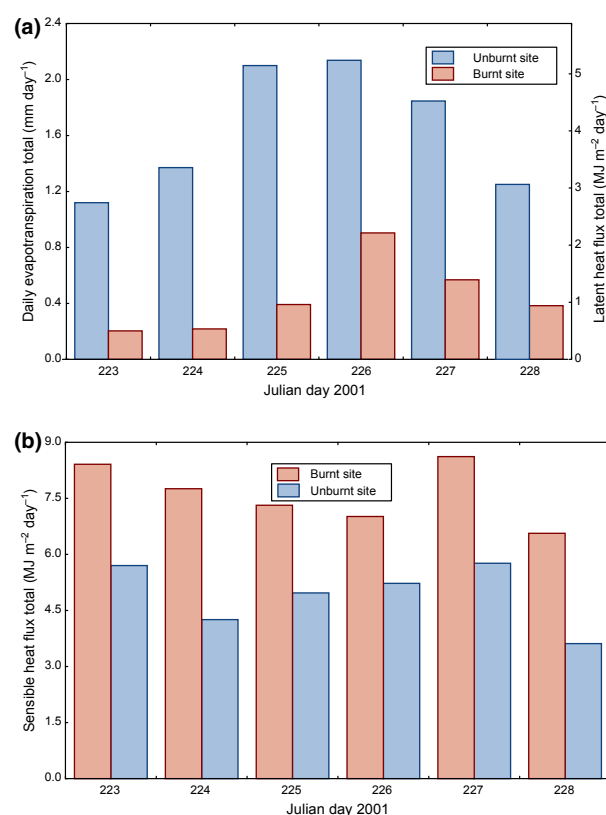 (a)
2.4
2.0
1.6
1.2
0.8
0.4
0.0
Daily evapotranspiration total (mm day⁻¹)
Unburnt site
Burnt site
5
4
3
2
1
0
Latent heat flux total (MJ m⁻² day⁻¹)
223 224 225 226 227 228
Julian day 2001
(b)
9.0
7.5
6.0
4.5
3.0
1.5
0.0
Sensible heat flux total (MJ m⁻² day⁻¹)
Burnt site
Unburnt site
223 224 225 226 227 228
Julian day 2001